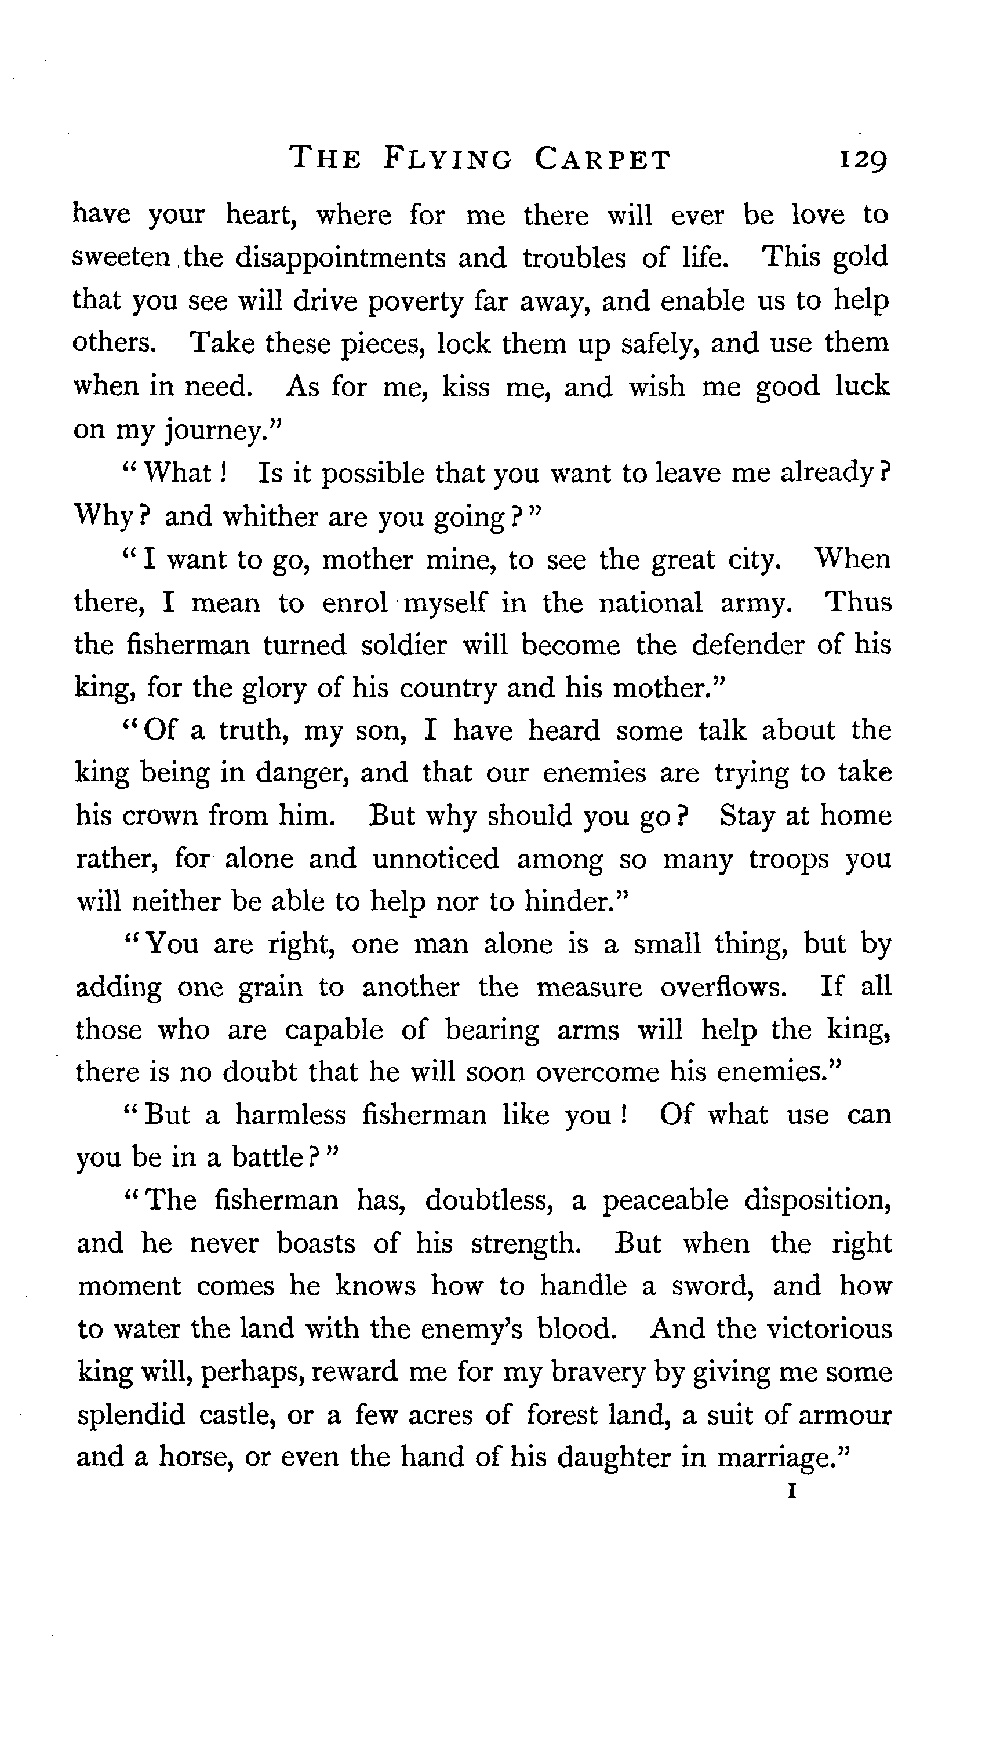 THE FLYING CARPET 129
have your heart, where for me there will ever be love to
sweeten the disappointments and troubles of life. This gold
that you see will drive poverty far away, and enable us to help
others. Take these pieces, lock them up safely, and use them
when in need. As for me, kiss me, and wish me good luck
on my journey.”
“What! Is it possible that you want to leave me already?
Why? and whither are you going?”
“I want to go, mother mine, to see the great city. When
there, I mean to enrol myself in the national army. Thus
the fisherman turned soldier will become the defender of his
king, for the glory of his country and his mother.”
“Of a truth, my son, I have heard some talk about the
king being in danger, and that our enemies are trying to take
his crown from him. But why should you go? Stay at home
rather, for alone and unnoticed among so many troops you
will neither be able to help nor to hinder.”
“You are right, one man alone is a small thing, but by
adding one grain to another the measure overflows. If all
those who are capable of bearing arms will help the king,
there is no doubt that he will soon overcome his enemies.”
“But a harmless fisherman like you! Of what use can
you be in a battle?”
“The fisherman has, doubtless, a peaceable disposition,
and he never boasts of his strength. But when the right
moment comes he knows how to handle a sword, and how
to water the land with the enemy’s blood. And the victorious
king will, perhaps, reward me for my bravery by giving me some
splendid castle, or a few acres of forest land, a suit of armour
and a horse, or even the hand of his daughter in marriage.”
I